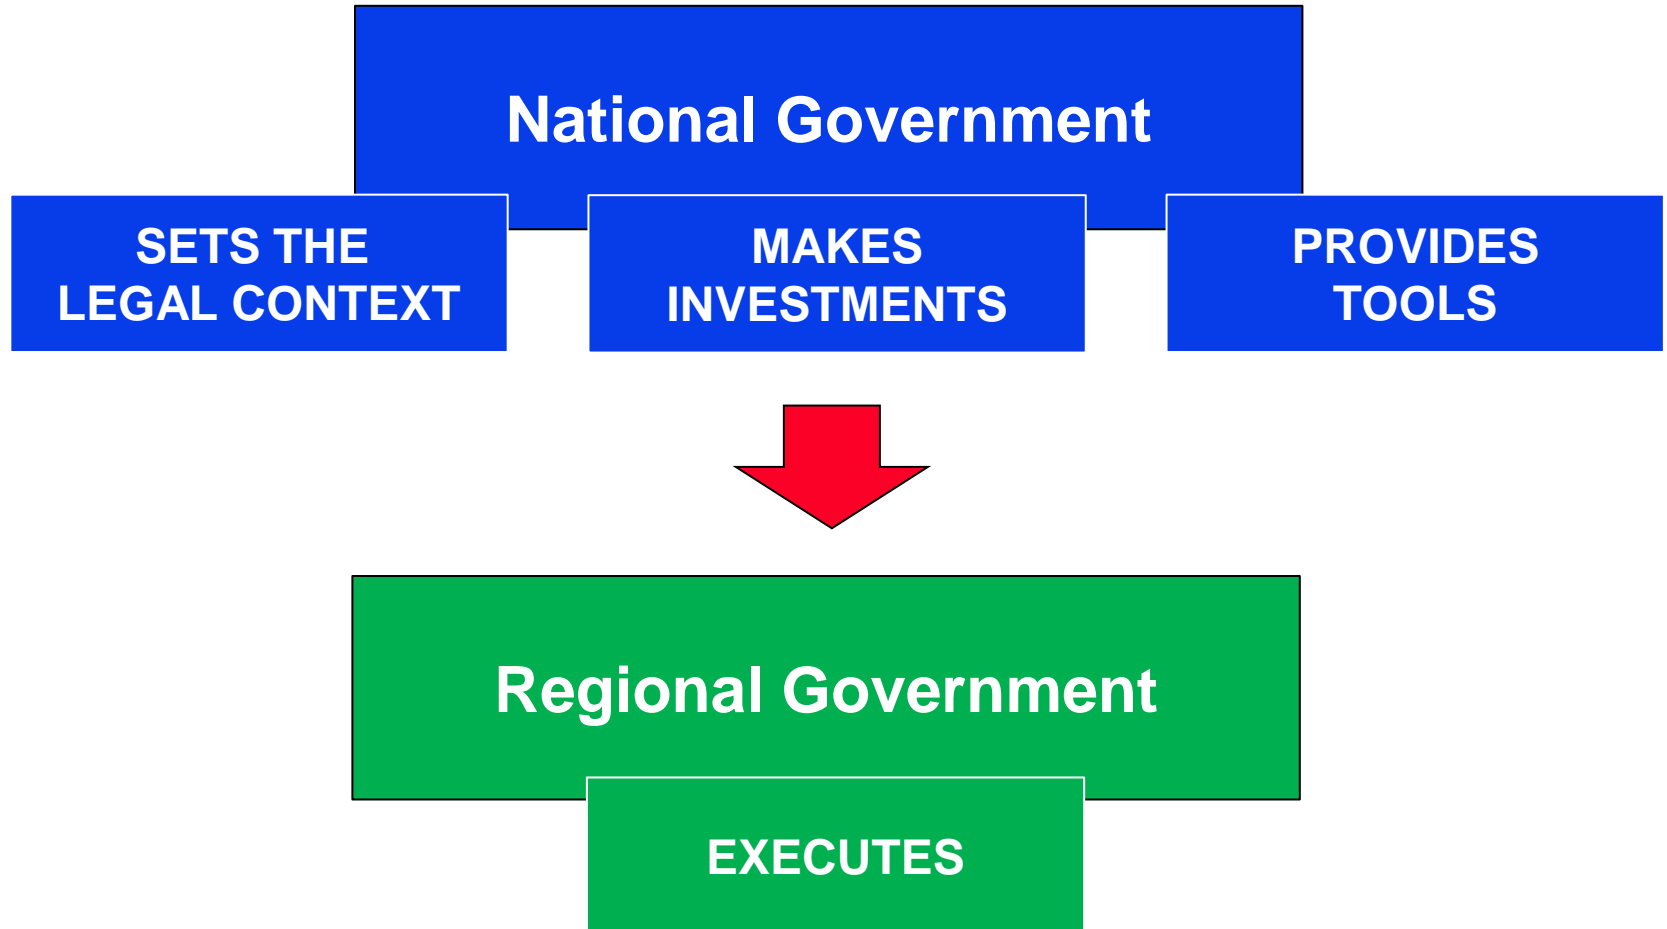 National Government
SETS THE
LEGAL CONTEXT
MAKES
INVESTMENTS
PROVIDES
TOOLS
Regional Government
EXECUTES